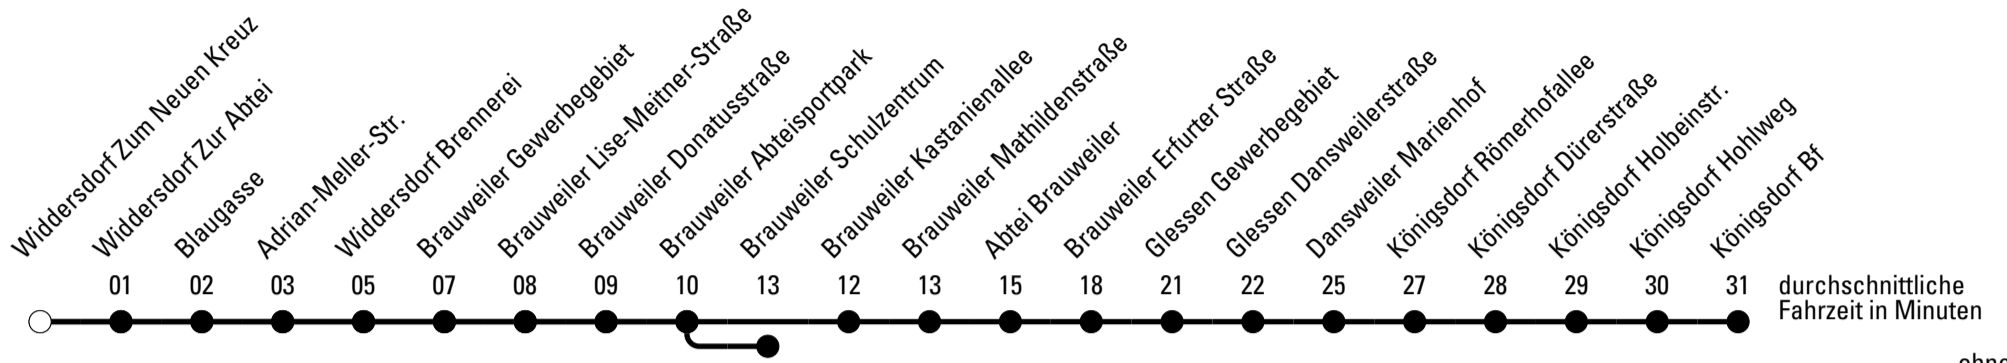 Widdersdorf Zum Neuen Kreuz
Widdersdorf Zur Abtei
Blaugasse
Adrian-Meller-Str.
Widdersdorf Brennerei
Brauweiler Gewerbegebiet
Brauweiler Lise-Meitner-Straße
Brauweiler Donatusstraße
Brauweiler Abteisportpark
Brauweiler Schulzentrum
Brauweiler Kastanienallee
Brauweiler Mathildenstraße
Abtei Brauweiler
Brauweiler Erfurter Straße
Glessen Gewerbegebiet
Glessen Dansweilerstraße
Dansweiler Marienhof
Königsdorf Römerhofallee
Königsdorf Dürerstraße
Königsdorf Holbeinstr.
Königsdorf Hohlweg
Königsdorf Bf
01 02 03 05 07 08 09 10 13 12 13 15 18 21 22 25 27 28 29 30 31 durchschnittliche
Fahrzeit in Minuten